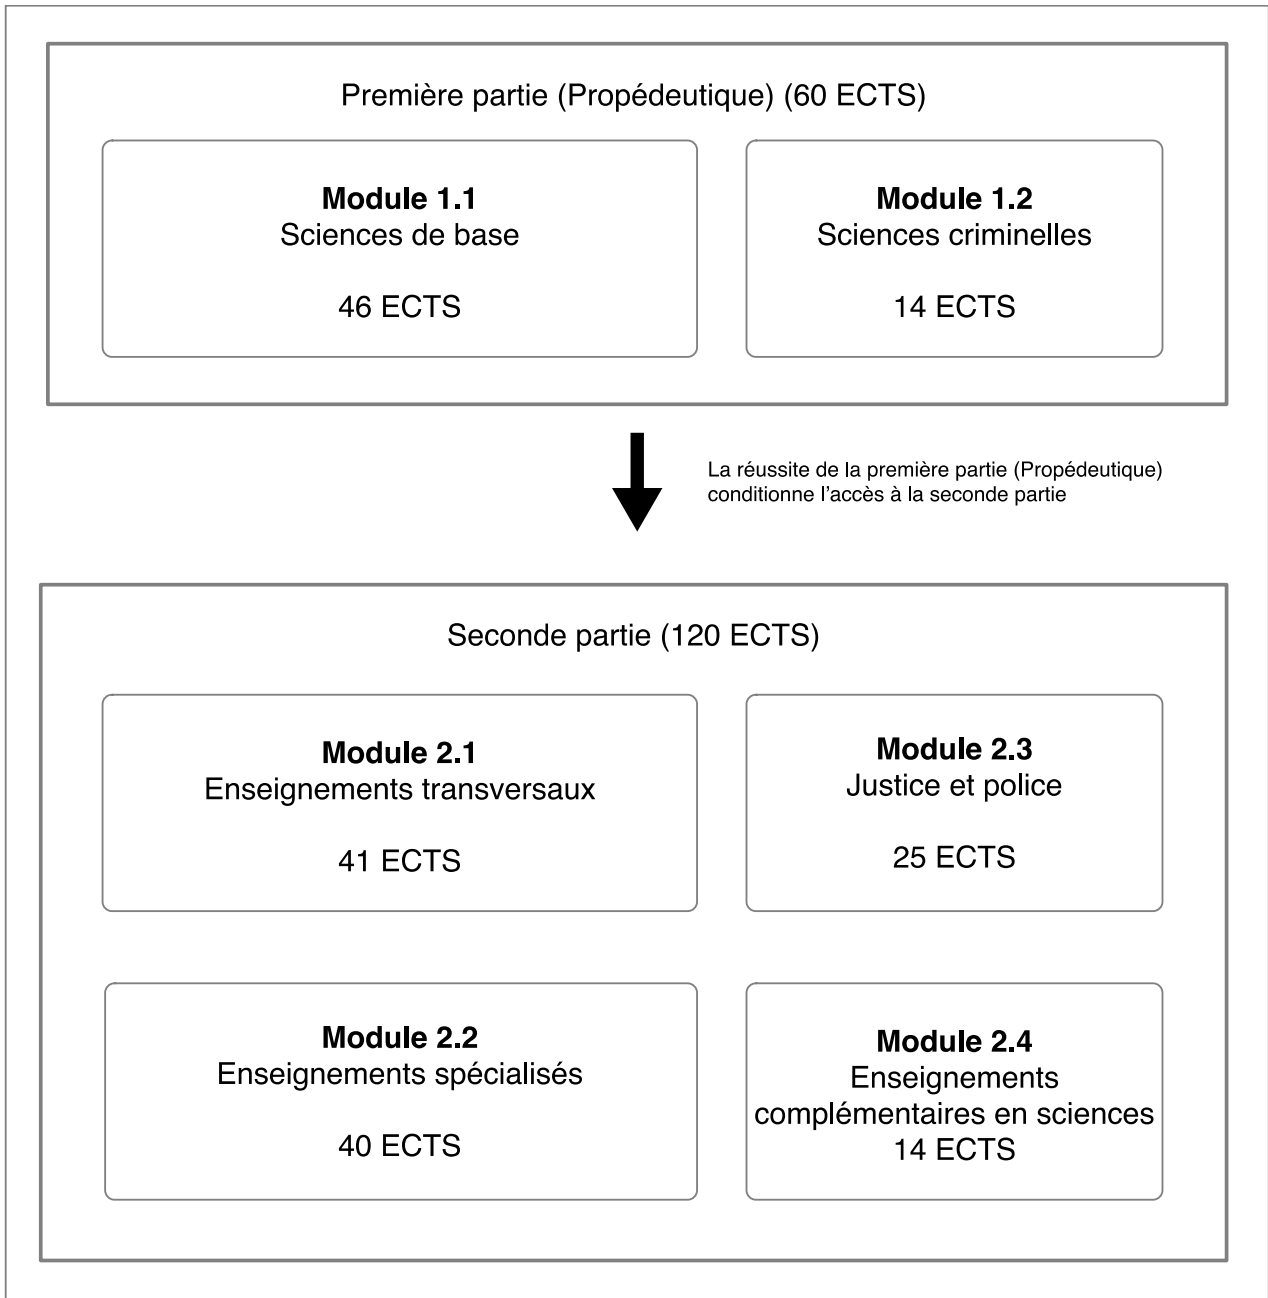 Première partie (Propédeutique) (60 ECTS)
Module 1.1
Sciences de base
46 ECTS
Module 1.2
Sciences criminelles
14 ECTS
La réussite de la première partie (Propédeutique)
conditionne l'accès à la seconde partie
Seconde partie (120 ECTS)
Module 2.1
Enseignements transversaux
41 ECTS
Module 2.3
Justice et police
25 ECTS
Module 2.2
Enseignements spécialisés
40 ECTS
Module 2.4
Enseignements
complémentaires en sciences
14 ECTS